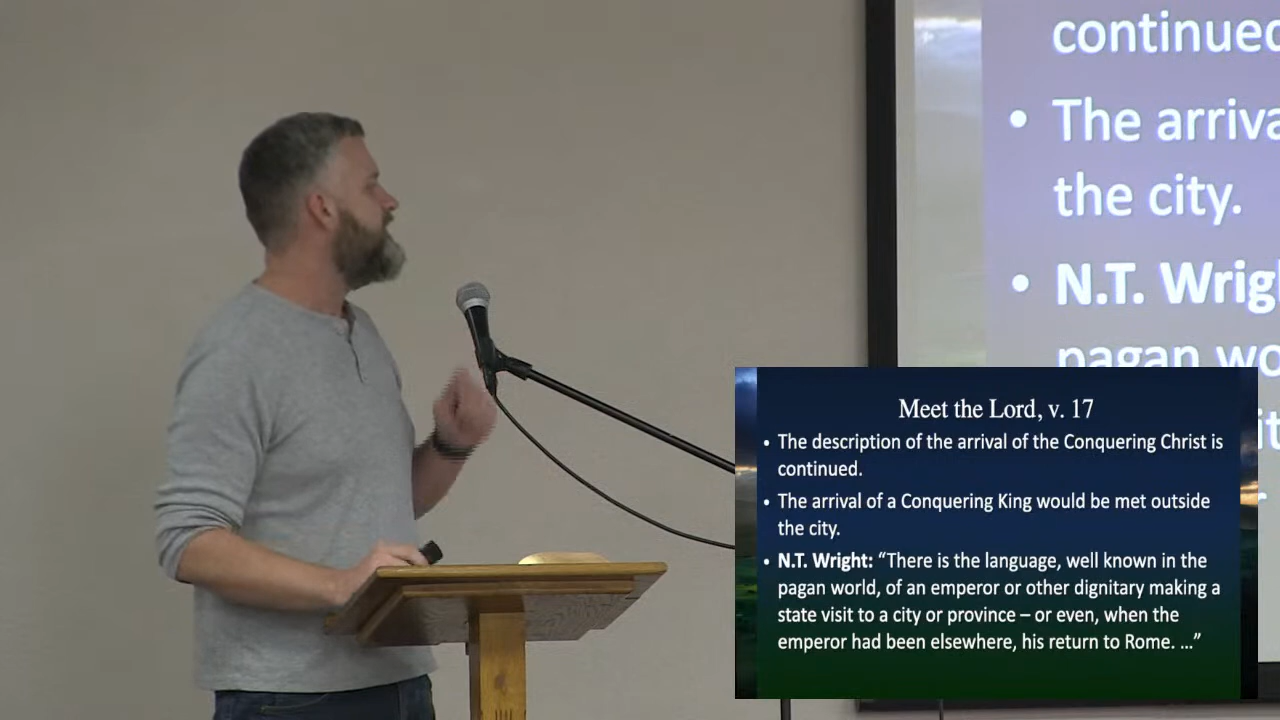 continued
• The arriva
the city.
• N.T. Wrigh
pagan wo
it
Meet the Lord, v. 17
• The description of the arrival of the Conquering Christ is
continued.
• The arrival of a Conquering King would be met outside
the city.
• N.T. Wright: “There is the language, well known in the
pagan world, of an emperor or other dignitary making a
state visit to a city or province – or even, when the
emperor had been elsewhere, his return to Rome. …”